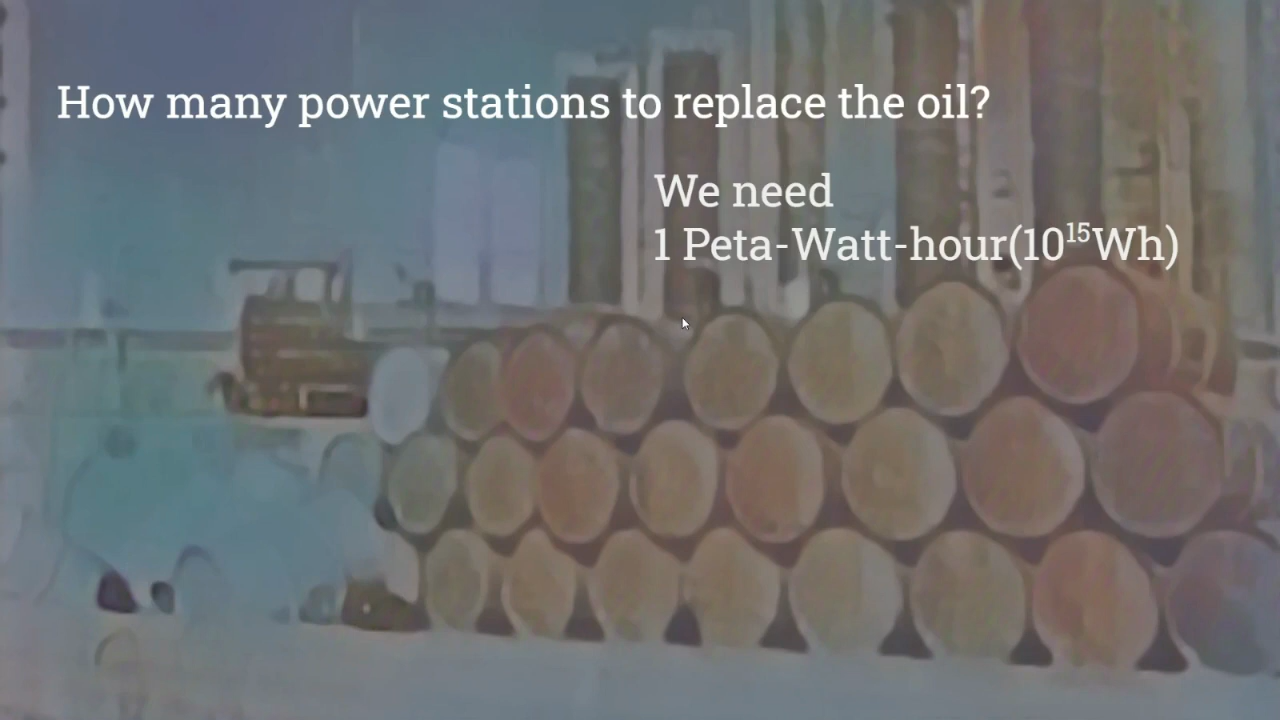 How many power stations to replace the oil?
We need
1 Peta-Watt-hour(10¹⁵Wh)